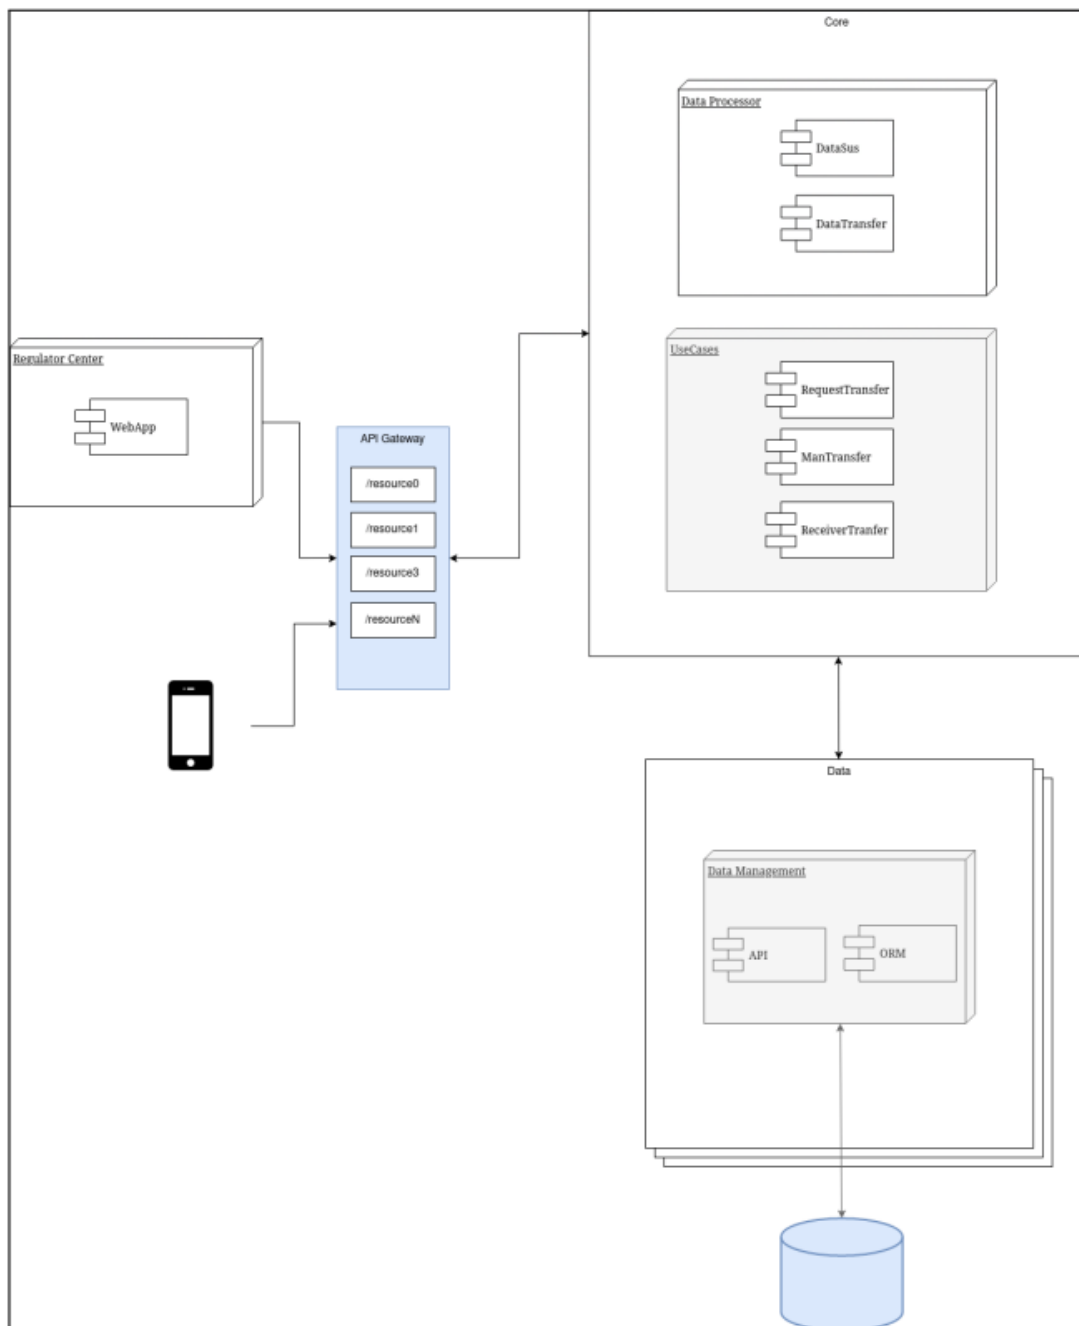 Core
Data Processor
DataSus
DataTransfer
UseCases
RequestTransfer
ManTransfer
ReceiverTranfer
Regulator Center
WebApp
API Gateway
/resource0
/resource1
/resource3
/resourceN
Data
Data Management
API
ORM